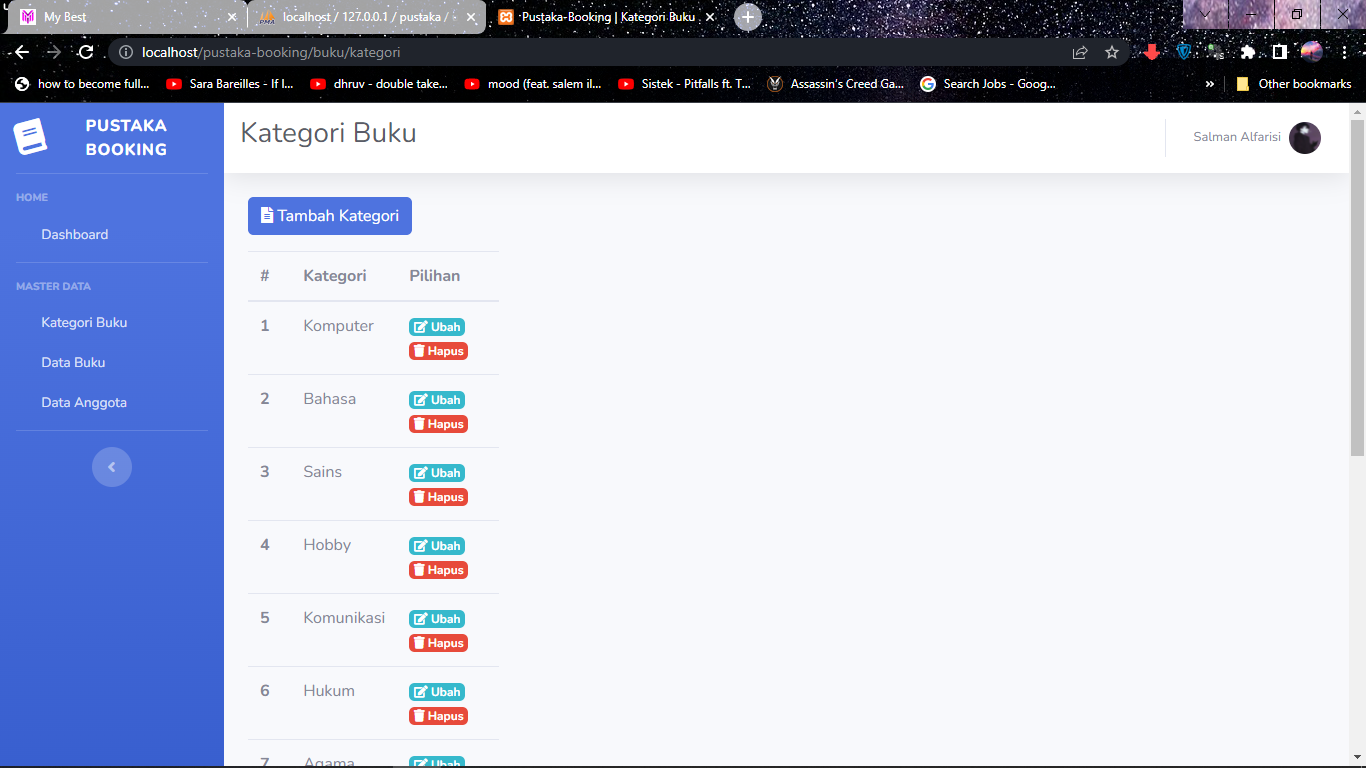 My Best
localhost / 127.0.0.1 / pustaka / -
Pustaka-Booking | Kategori Buku
localhost/pustaka-booking/buku/kategori
how to become full...
Sara Bareilles - If I...
dhruv - double take...
mood (feat. salem il...
Sistek - Pitfalls ft. T...
Assassin's Creed Ga...
Search Jobs - Goog...
»
Other bookmarks
PUSTAKA
BOOKING
Kategori Buku
Salman Alfarisi
HOME
Dashboard
MASTER DATA
Kategori Buku
Data Buku
Data Anggota
Tambah Kategori
# Kategori Pilihan
1 Komputer Ubah
Hapus
2 Bahasa Ubah
Hapus
3 Sains Ubah
Hapus
4 Hobby Ubah
Hapus
5 Komunikasi Ubah
Hapus
6 Hukum Ubah
Hapus
7 Agama Ubah